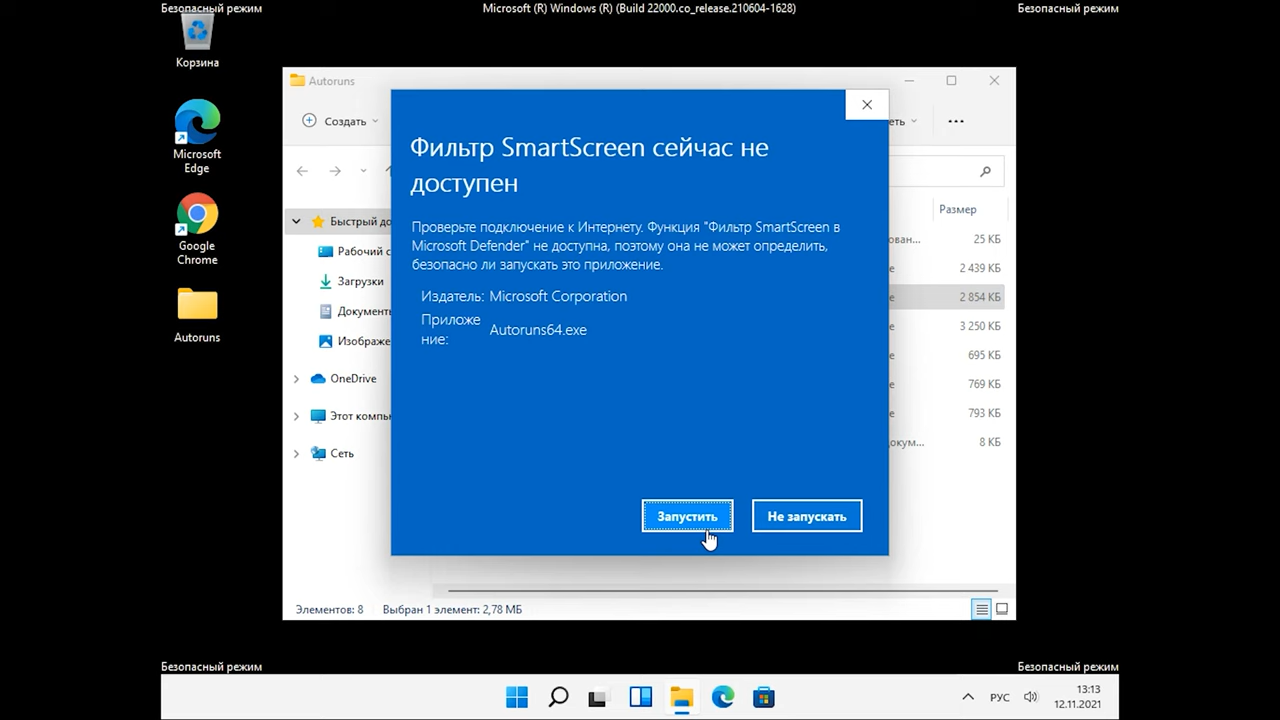 Безопасный режим
Microsoft (R) Windows (R) (Build 22000.co_release.210604-1628)
Безопасный режим
Корзина
Microsoft
Edge
Google
Chrome
Autoruns
Autoruns
Создать
Фильтр SmartScreen сейчас не
доступен
Проверьте подключение к Интернету. Функция "Фильтр SmartScreen в
Microsoft Defender" не доступна, поэтому она не может определить,
безопасно ли запускать это приложение.
Издатель: Microsoft Corporation
Приложе
ние:
Autoruns64.exe
Запустить
Не запускать
еть
Быстрый до
Рабочий с
Загрузки
Документ
Изображе
OneDrive
Этот компь
Сеть
Размер
ован...
25 КБ
е
2 439 КБ
е
2 854 КБ
е
3 250 КБ
е
695 КБ
е
769 КБ
е
793 КБ
окум...
8 КБ
Элементов: 8
Выбран 1 элемент: 2,78 МБ
Безопасный режим
Безопасный режим
РУС
13:13
12.11.2021